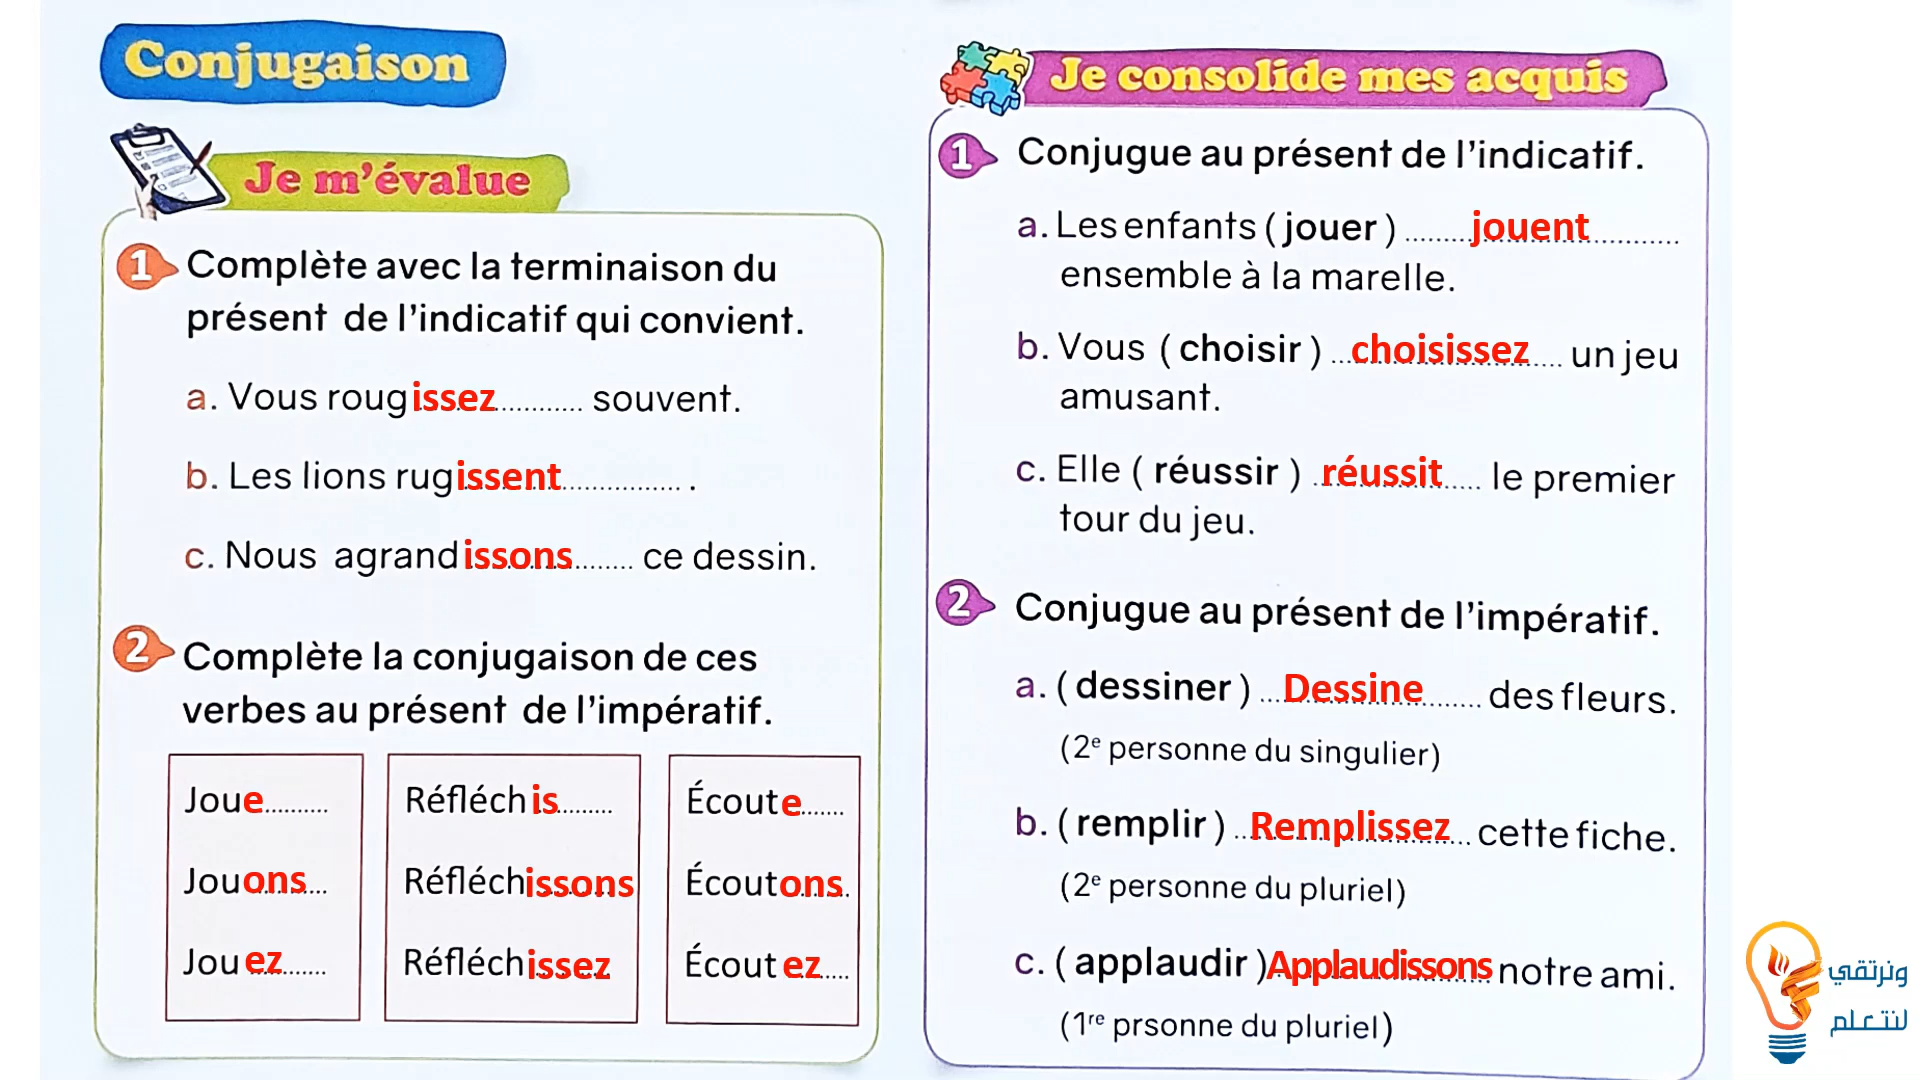 Conjugaison
Je m'évalue
1 Complète avec la terminaison du
présent de l'indicatif qui convient.
a. Vous rougissez............ souvent.
b. Les lions rugissent................ .
c. Nous agrandissons........ ce dessin.
2 Complète la conjugaison de ces
verbes au présent de l'impératif.
Joue.......... Réfléchis......... Écoute.......
Jouons.... Réfléchissons Écoutons.
Jouez........ Réfléchissez Écoutez.....
Je consolide mes acquis
1 Conjugue au présent de l'indicatif.
a. Les enfants ( jouer ) .........jouent............
ensemble à la marelle.
b. Vous ( choisir ) ...choisissez.... un jeu
amusant.
c. Elle ( réussir ) .réussit..... le premier
tour du jeu.
2 Conjugue au présent de l'impératif.
a. ( dessiner ) ...Dessine........ des fleurs.
(2e personne du singulier)
b. ( remplir ) ..Remplissez... cette fiche.
(2e personne du pluriel)
c. ( applaudir )Applaudissons notre ami.
(1re prsonne du pluriel)
ونرتقي
لنتعلم